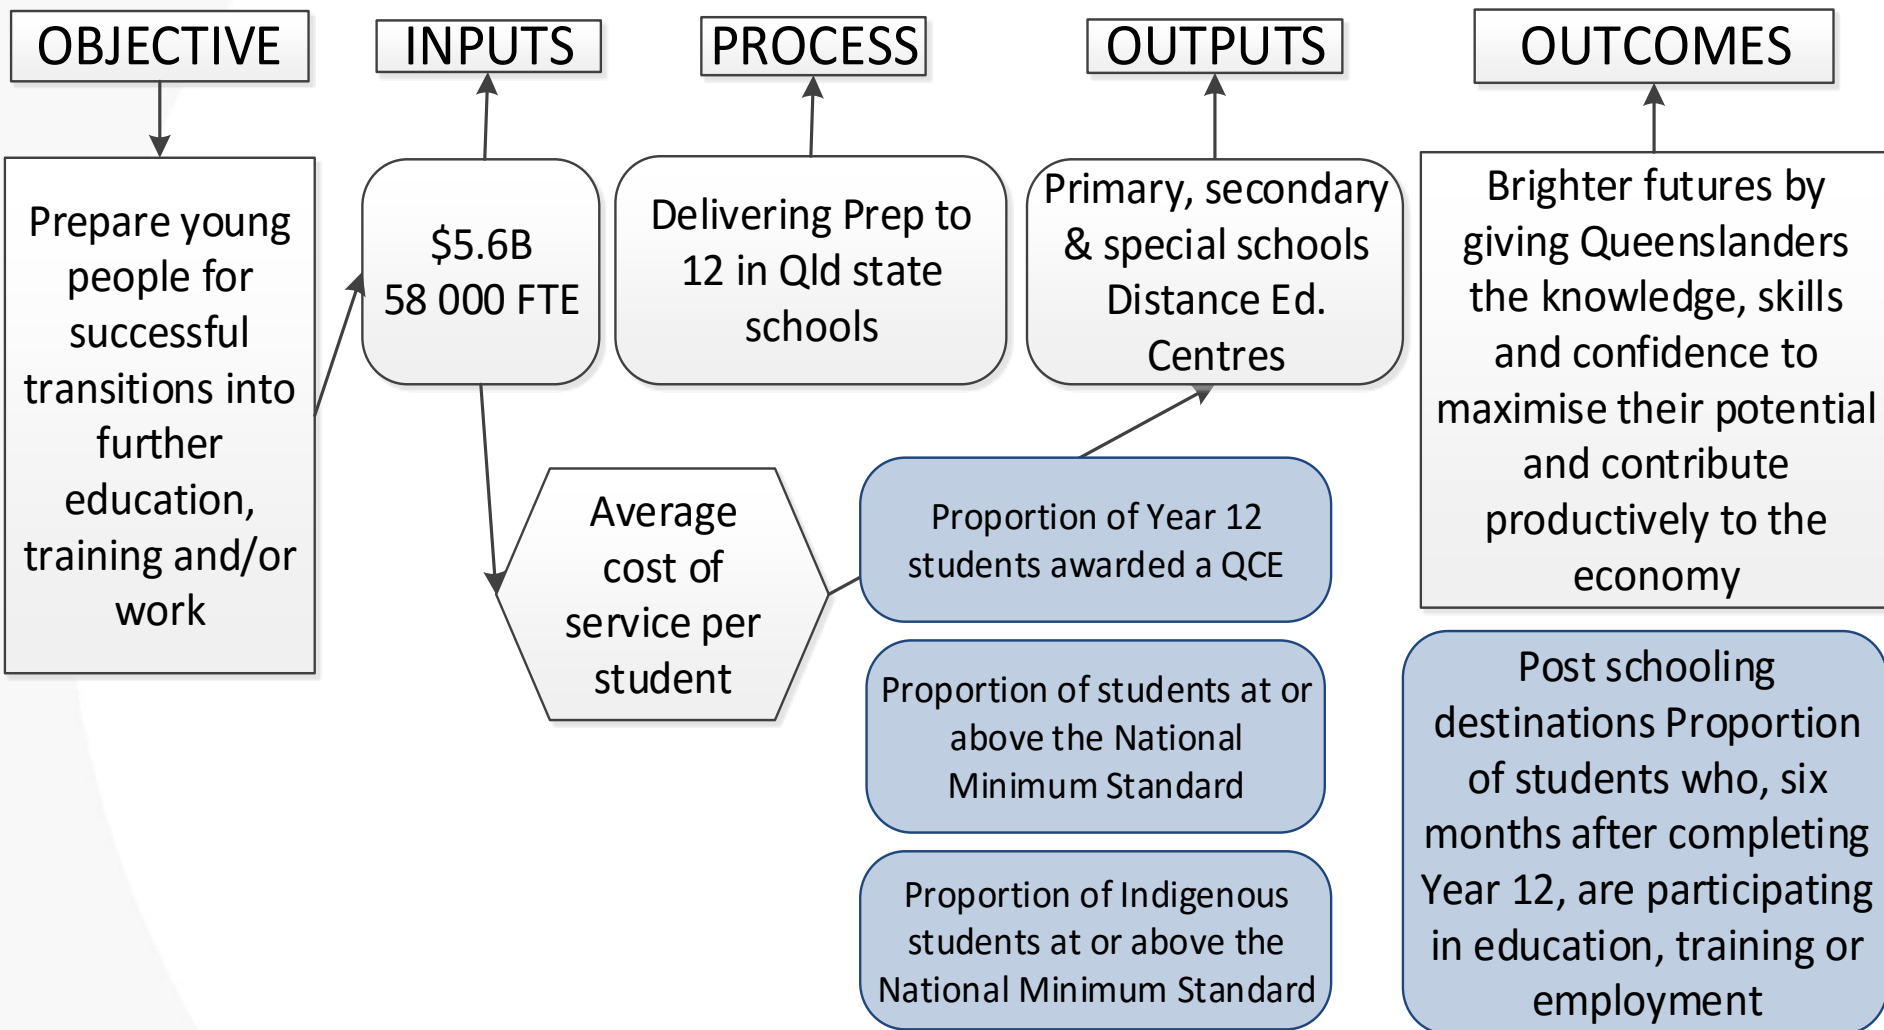 OBJECTIVE
INPUTS
PROCESS
OUTPUTS
OUTCOMES
Prepare young
people for
successful
transitions into
further
education,
training and/or
work
$5.6B
58 000 FTE
Delivering Prep to
12 in Qld state
schools
Primary, secondary
& special schools
Distance Ed.
Centres
Brighter futures by
giving Queenslanders
the knowledge, skills
and confidence to
maximise their potential
and contribute
productively to the
economy
Average
cost of
service per
student
Proportion of Year 12
students awarded a QCE
Proportion of students at or
above the National
Minimum Standard
Proportion of Indigenous
students at or above the
National Minimum Standard
Post schooling
destinations Proportion
of students who, six
months after completing
Year 12, are participating
in education, training or
employment